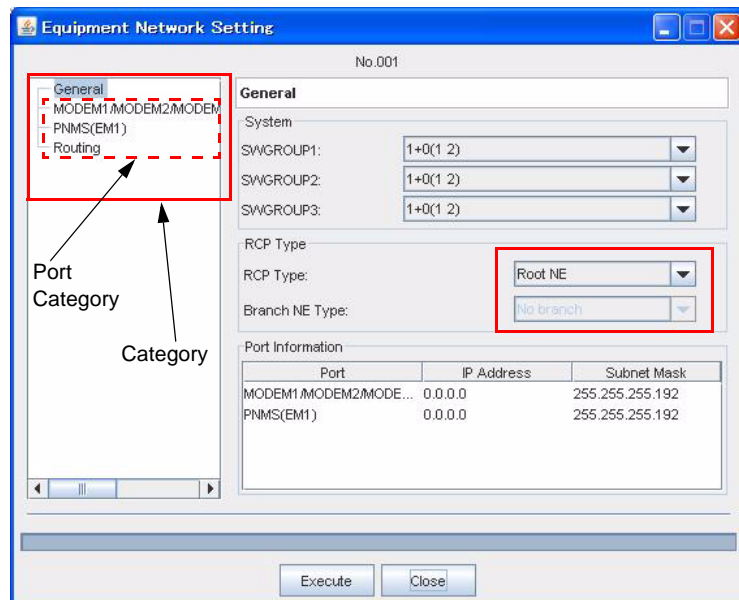 Equipment Network Setting
No.001
General
MODEM1/MODEM2/MODEM
PNMS(EM1)
Routing
Port
Category
Category
General
System
SWGROUP1: 1+0(1 2)
SWGROUP2: 1+0(1 2)
SWGROUP3: 1+0(1 2)
RCP Type
RCP Type: Root NE
Branch NE Type: No branch
Port Information
Port IP Address Subnet Mask
MODEM1/MODEM2/MODE... 0.0.0.0 255.255.255.192
PNMS(EM1) 0.0.0.0 255.255.255.192
Execute Close